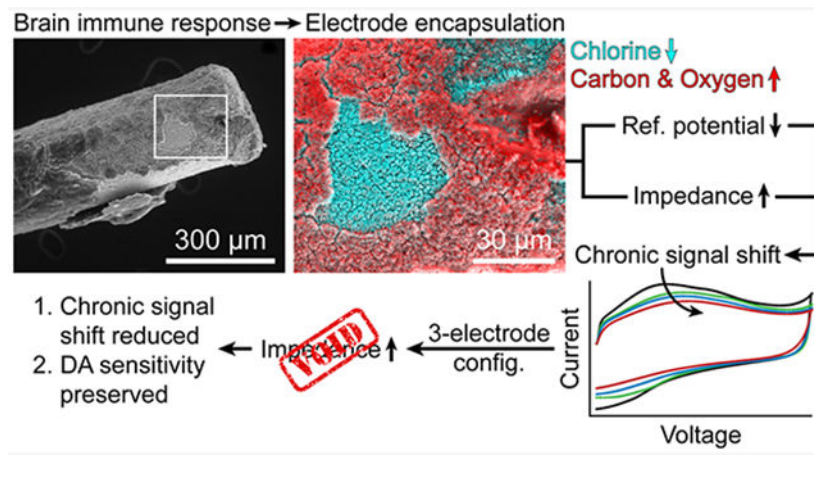 Brain immune response → Electrode encapsulation
300 µm
30 µm
Chlorine ↓
Carbon & Oxygen ↑
Ref. potential ↓
Impedance ↑
Chronic signal shift ←
Current
Voltage
3-electrode
config.
Impedance ↑
VOID
1. Chronic signal
shift reduced
2. DA sensitivity
preserved